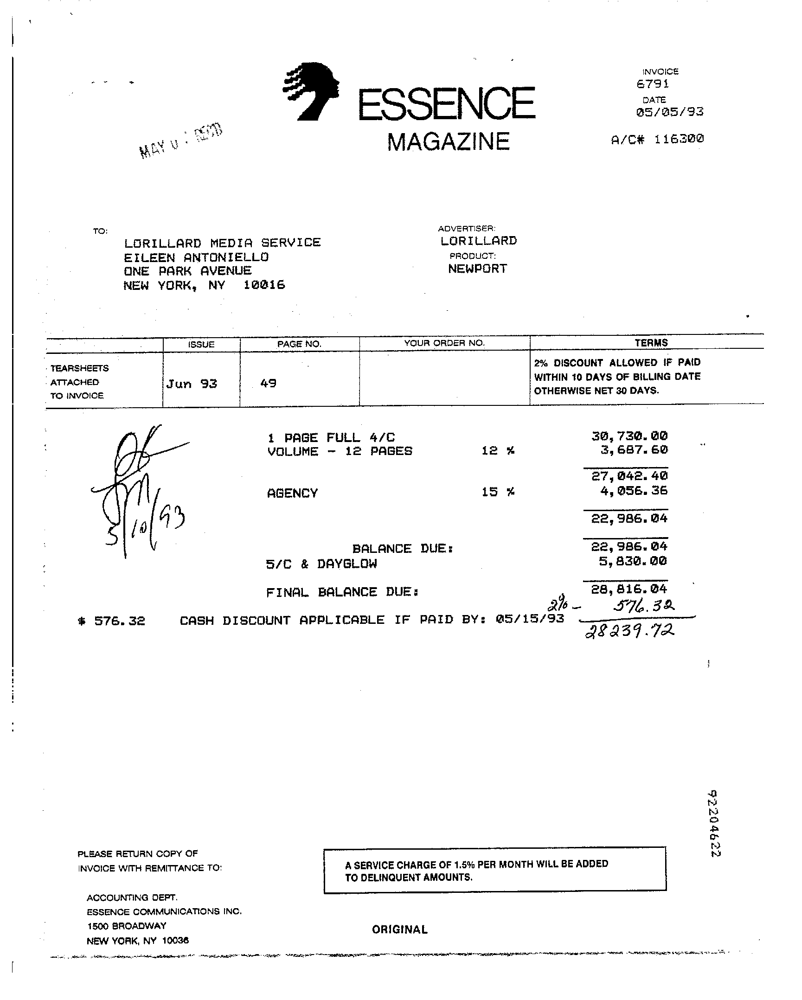 INVOICE
6791
DATE
05/05/93
A/C# 116300
ESSENCE
MAGAZINE
MAY 0
TO:
LORILLARD MEDIA SERVICE
EILEEN ANTONIELLO
ONE PARK AVENUE
NEW YORK, NY 10016
ADVERTISER:
LORILLARD
PRODUCT:
NEWPORT
ISSUE PAGE NO. YOUR ORDER NO. TERMS
TEARSHEETS
ATTACHED
TO INVOICE
Jun 93 49
2% DISCOUNT ALLOWED IF PAID
WITHIN 10 DAYS OF BILLING DATE
OTHERWISE NET 30 DAYS.
1 PAGE FULL 4/C 30,730.00
VOLUME - 12 PAGES 12 % 3,687.60
27,042.40
AGENCY 15 % 4,056.36
22,986.04
OK
5/10/93
BALANCE DUE: 22,986.04
5/C & DAYGLOW 5,830.00
FINAL BALANCE DUE: 28,816.04
2% - 576.32
$ 576.32 CASH DISCOUNT APPLICABLE IF PAID BY: 05/15/93
28239.72
92204622
PLEASE RETURN COPY OF
INVOICE WITH REMITTANCE TO:
ACCOUNTING DEPT.
ESSENCE COMMUNICATIONS INC.
1500 BROADWAY
NEW YORK, NY 10036
A SERVICE CHARGE OF 1.5% PER MONTH WILL BE ADDED
TO DELINQUENT AMOUNTS.
ORIGINAL